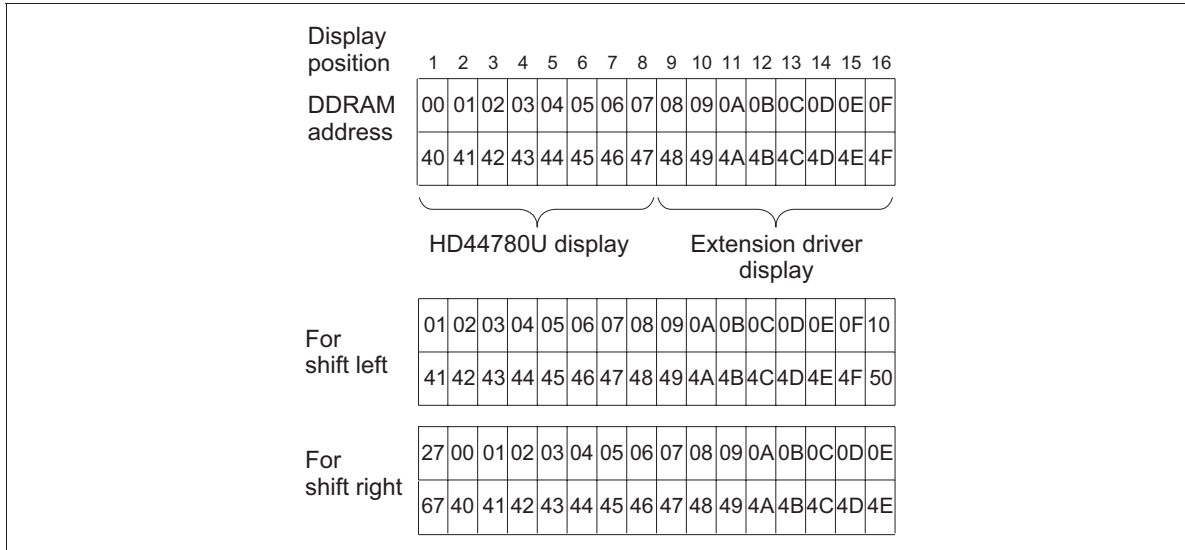 Display
position 1 2 3 4 5 6 7 8 9 10 11 12 13 14 15 16
DDRAM
address
00 01 02 03 04 05 06 07 08 09 0A 0B 0C 0D 0E 0F
40 41 42 43 44 45 46 47 48 49 4A 4B 4C 4D 4E 4F
HD44780U display
Extension driver
display
For
shift left
01 02 03 04 05 06 07 08 09 0A 0B 0C 0D 0E 0F 10
41 42 43 44 45 46 47 48 49 4A 4B 4C 4D 4E 4F 50
For
shift right
27 00 01 02 03 04 05 06 07 08 09 0A 0B 0C 0D 0E
67 40 41 42 43 44 45 46 47 48 49 4A 4B 4C 4D 4E